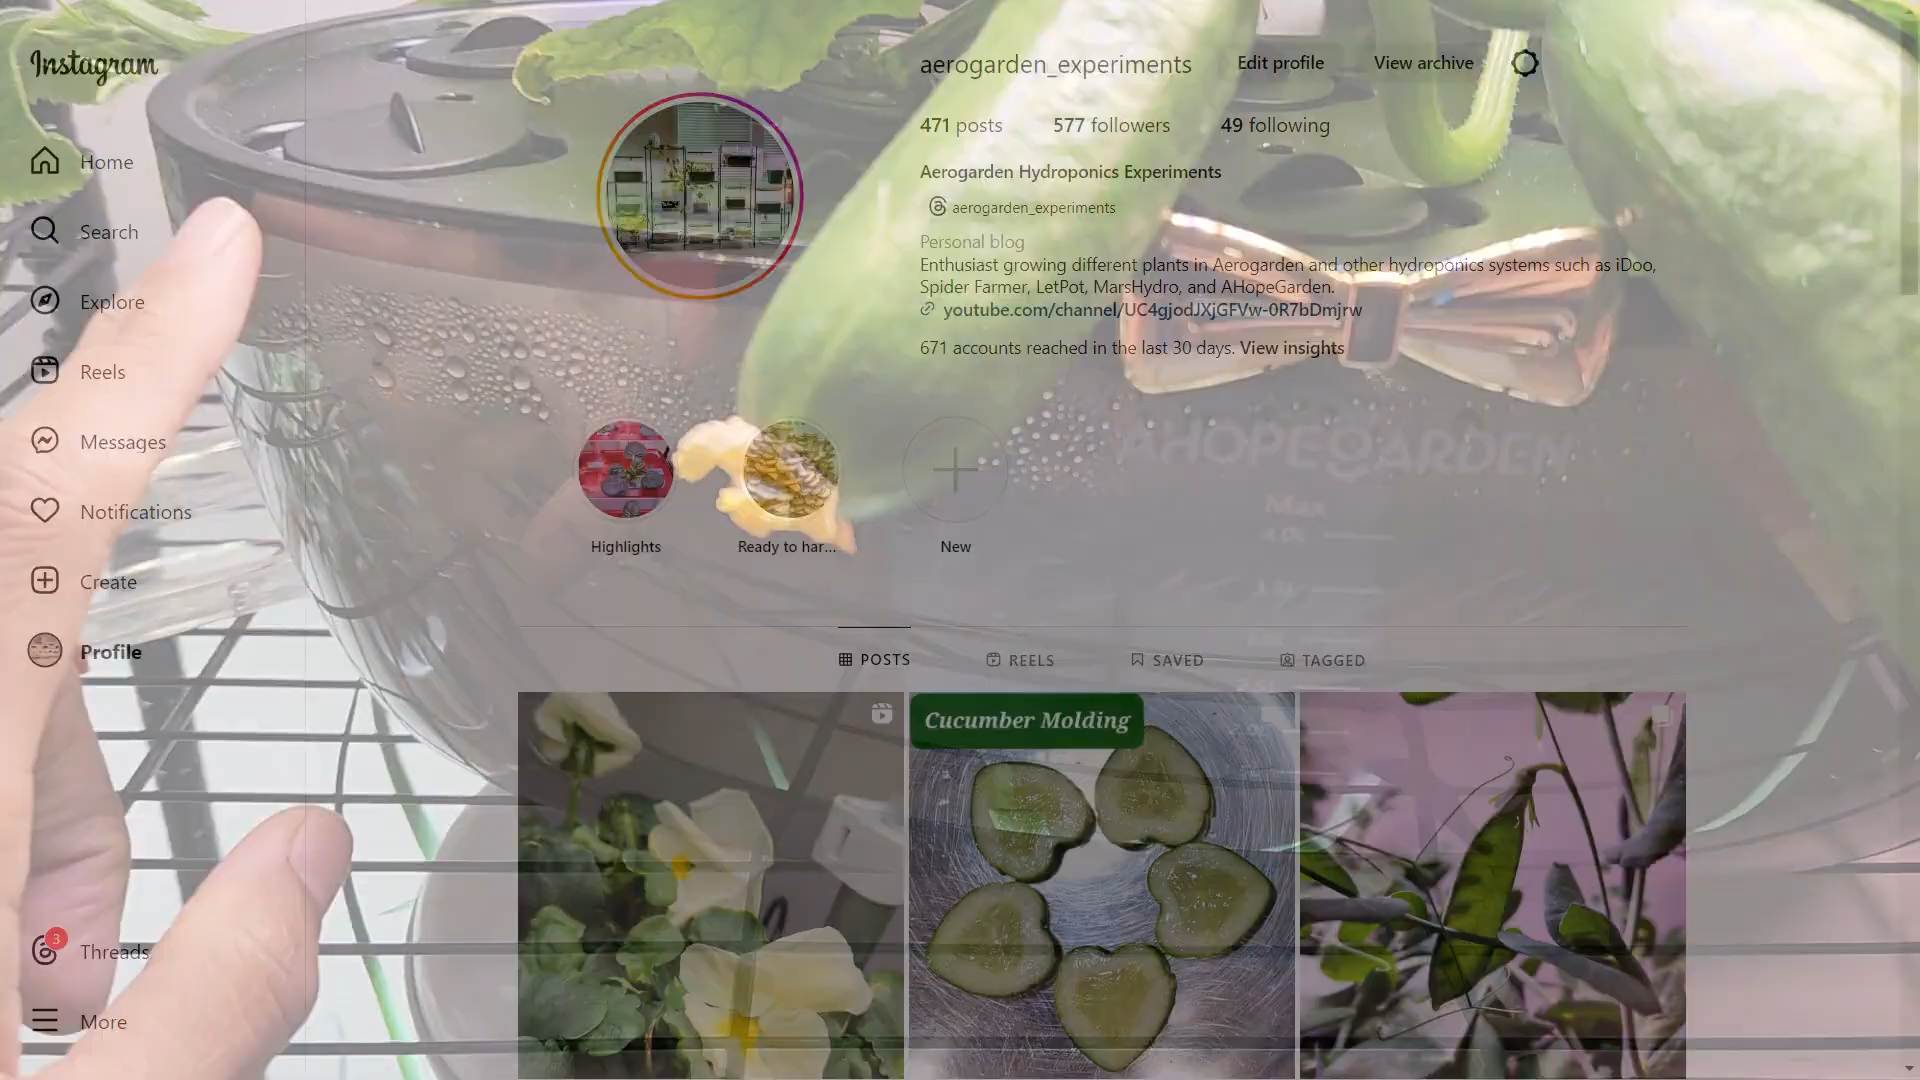 Instagram
Home
Search
Explore
Reels
Messages
Notifications
Create
Profile
3
Threads
More
aerogarden_experiments
Edit profile
View archive
471 posts
577 followers
49 following
Aerogarden Hydroponics Experiments
aerogarden_experiments
Personal blog
Enthusiast growing different plants in Aerogarden and other hydroponics systems such as iDoo,
Spider Farmer, LetPot, MarsHydro, and AHopeGarden.
youtube.com/channel/UC4gjodJXjGFVw-0R7bDmjrw
671 accounts reached in the last 30 days. View insights
AHOPEGARDEN
Max
Highlights
Ready to har...
New
POSTS
REELS
SAVED
TAGGED
Cucumber Molding